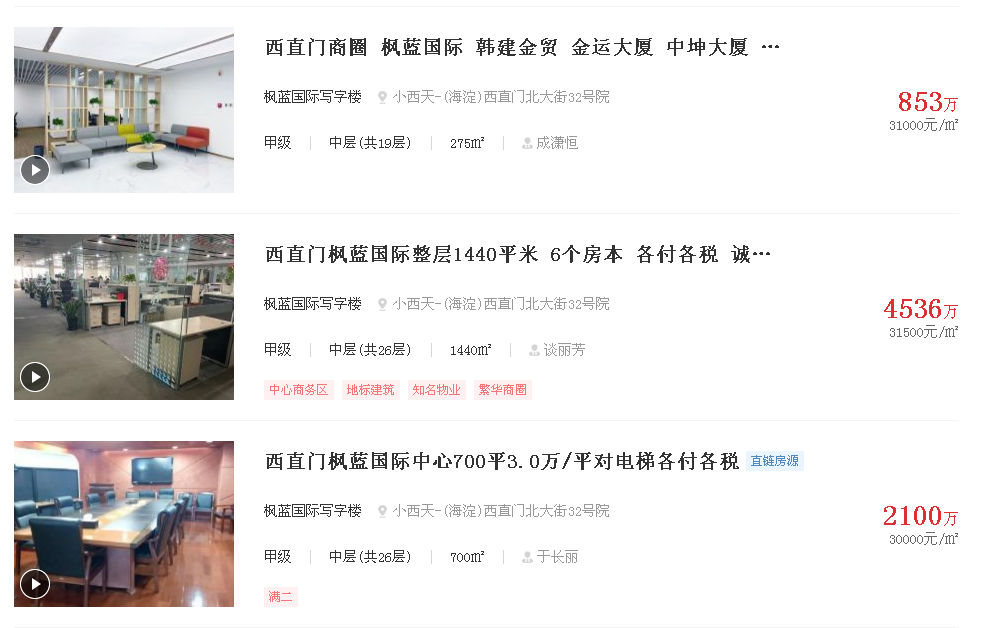 西直门商圈 枫蓝国际 韩建金贸 金运大厦 中坤大厦 …
枫蓝国际写字楼 小西天-(海淀)西直门北大街32号院
853万
31000元/㎡
甲级 中层(共19层) 275㎡ 成潇恒
西直门枫蓝国际整层1440平米 6个房本 各付各税 诚…
枫蓝国际写字楼 小西天-(海淀)西直门北大街32号院
4536万
31500元/㎡
甲级 中层(共26层) 1440㎡ 谈丽芳
中心商务区 地标建筑 知名物业 繁华商圈
西直门枫蓝国际中心700平3.0万/平对电梯各付各税 直链房源
枫蓝国际写字楼 小西天-(海淀)西直门北大街32号院
2100万
30000元/㎡
甲级 中层(共26层) 700㎡ 于长丽
满二